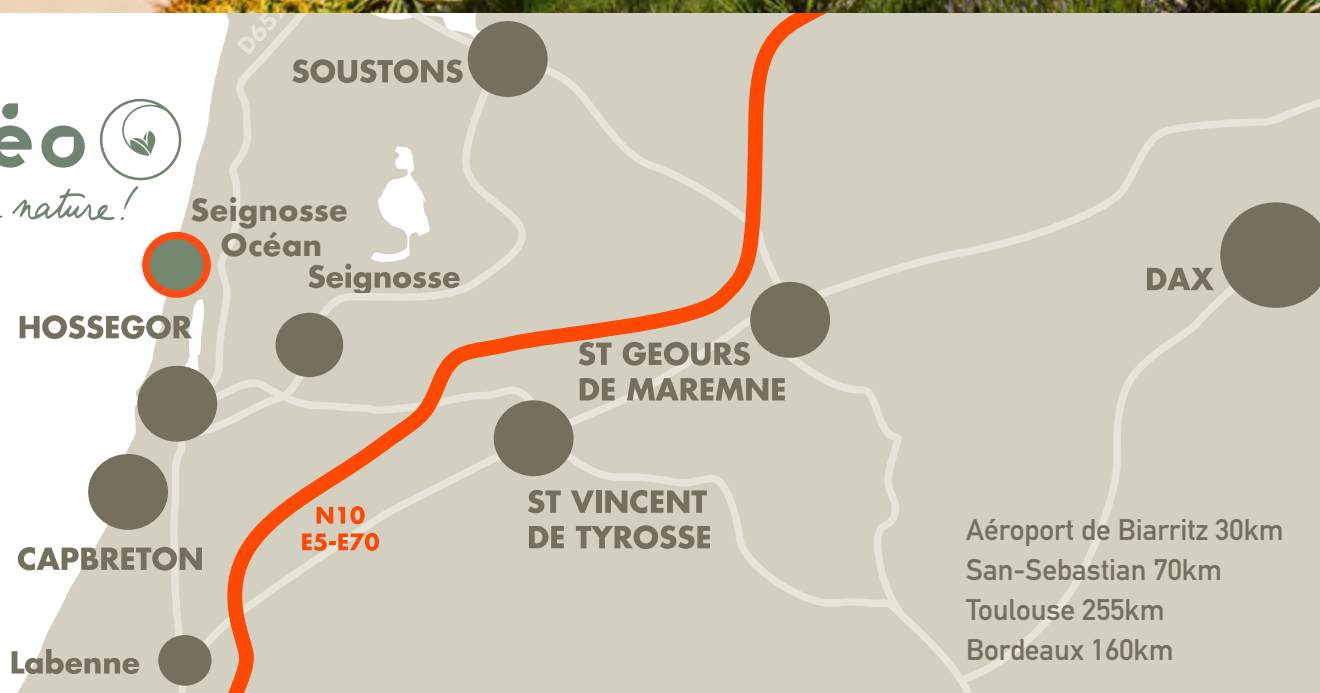 D652
SOUSTONS
éo
nature!
Seignosse
Océan
Seignosse
HOSSEGOR
DAX
ST GEOURS
DE MAREMNE
ST VINCENT
DE TYROSSE
N10
E5-E70
CAPBRETON
Labenne
Aéroport de Biarritz 30km
San-Sebastian 70km
Toulouse 255km
Bordeaux 160km